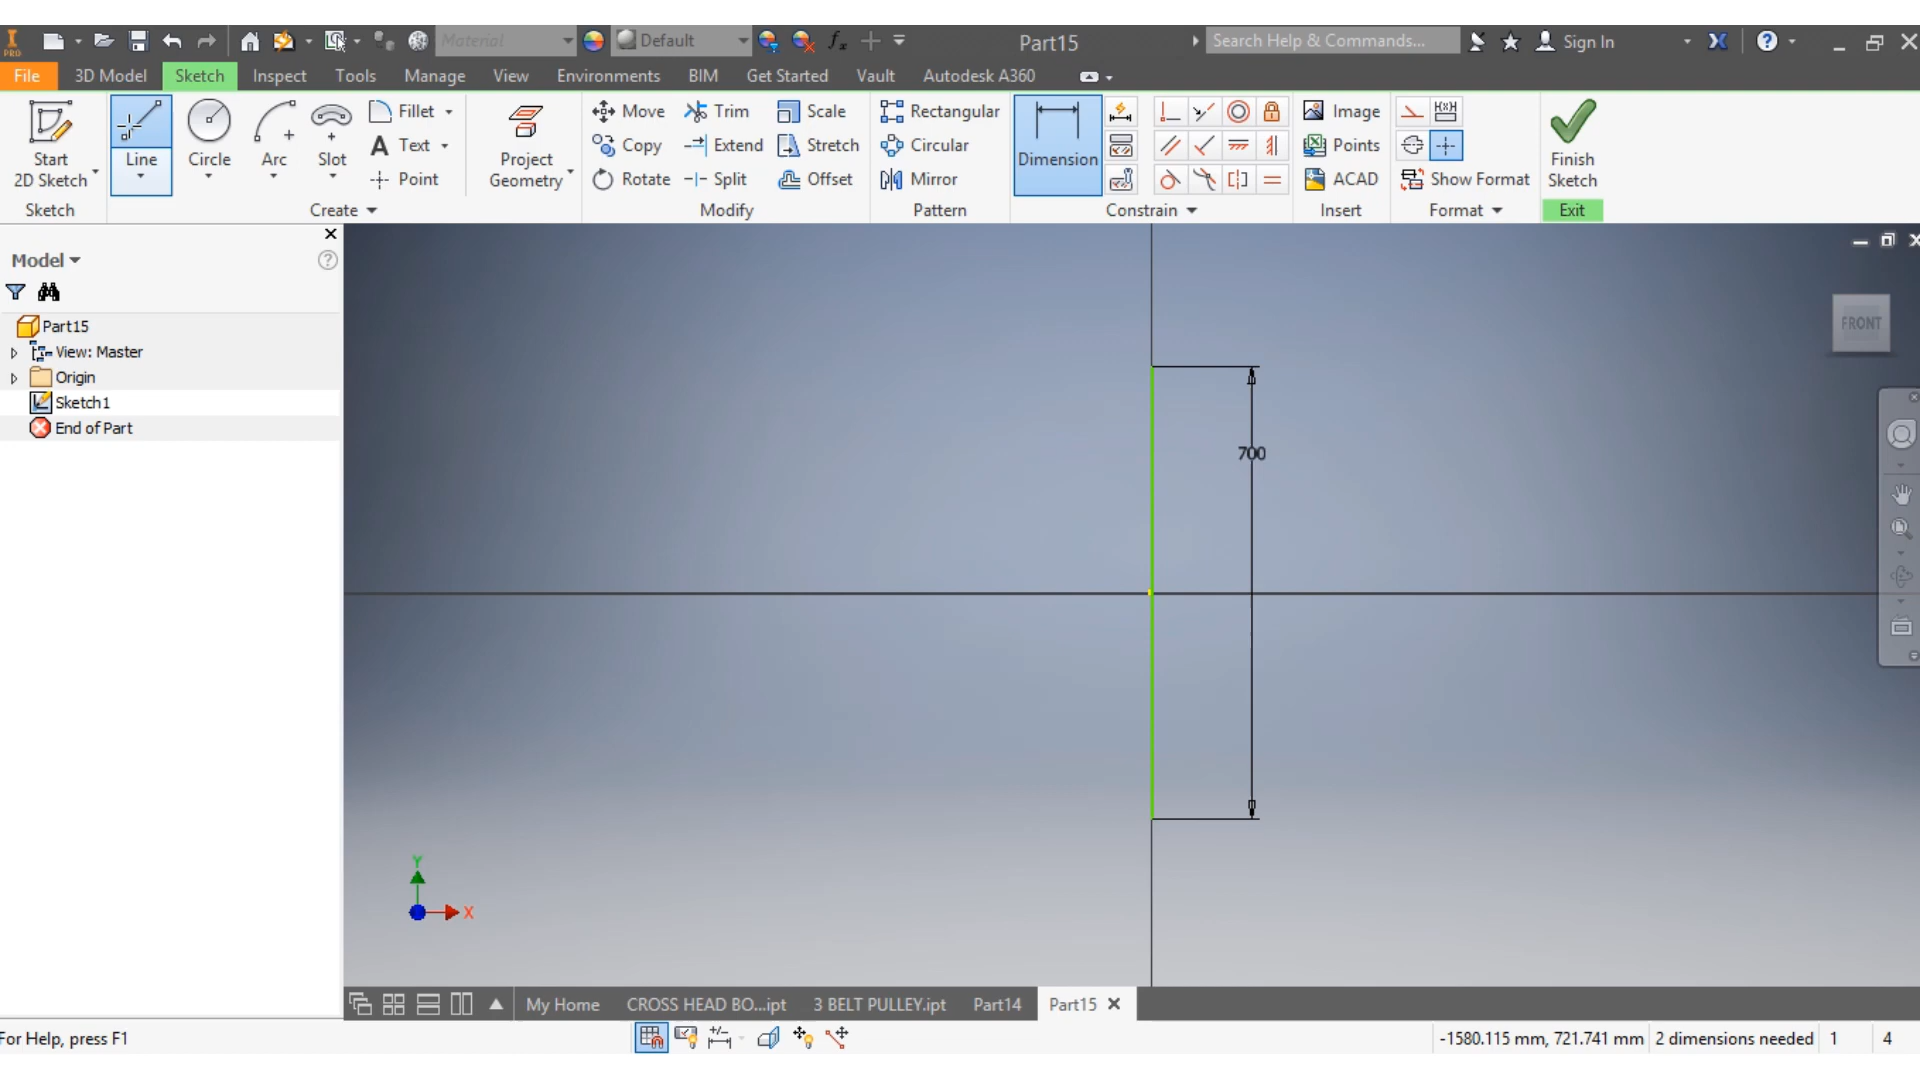 PRO
Material
Default
fx
Part15
Search Help & Commands...
Sign In
File
3D Model
Sketch
Inspect
Tools
Manage
View
Environments
BIM
Get Started
Vault
Autodesk A360
Start
2D Sketch
Line
Circle
Arc
Slot
Fillet
A Text
Point
Project
Geometry
Move
Copy
Rotate
Trim
Extend
Split
Scale
Stretch
Offset
Rectangular
Circular
Mirror
Dimension
Image
Points
ACAD
Show Format
Finish
Sketch
Sketch
Create
Modify
Pattern
Constrain
Insert
Format
Exit
Model
Part15
View: Master
Origin
Sketch1
End of Part
FRONT
700
Y
X
My Home
CROSS HEAD BO...ipt
3 BELT PULLEY.ipt
Part14
Part15
For Help, press F1
-1580.115 mm, 721.741 mm
2 dimensions needed
1
4